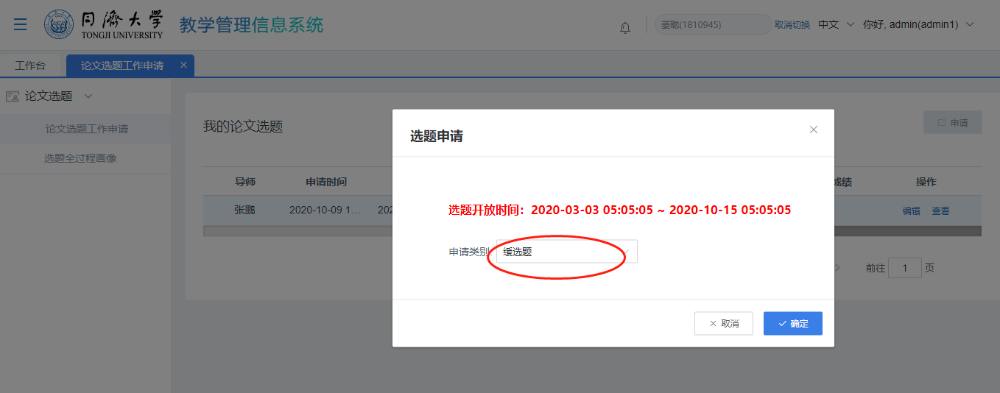 同濟大学
TONGJI UNIVERSITY
教学管理信息系统
姜聪(1810945)
取消切换
中文
你好, admin(admin1)
工作台
论文选题工作申请
论文选题
论文选题工作申请
选题全过程画像
我的论文选题
申请
导师 申请时间 成绩 操作
张鹏 2020-10-09 1... 202 编辑 查看
前往 1 页
选题申请
选题开放时间：2020-03-03 05:05:05 ~ 2020-10-15 05:05:05
申请类别: 缓选题
取消
确定